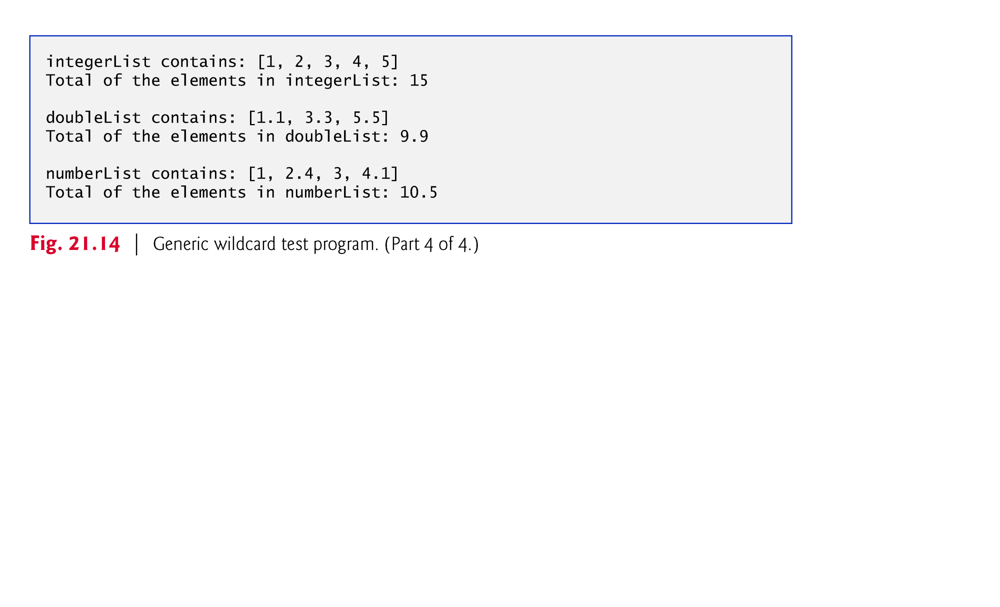 integerList contains: [1, 2, 3, 4, 5]
Total of the elements in integerList: 15
doubleList contains: [1.1, 3.3, 5.5]
Total of the elements in doubleList: 9.9
numberList contains: [1, 2.4, 3, 4.1]
Total of the elements in numberList: 10.5
Fig. 21.14 | Generic wildcard test program. (Part 4 of 4.)